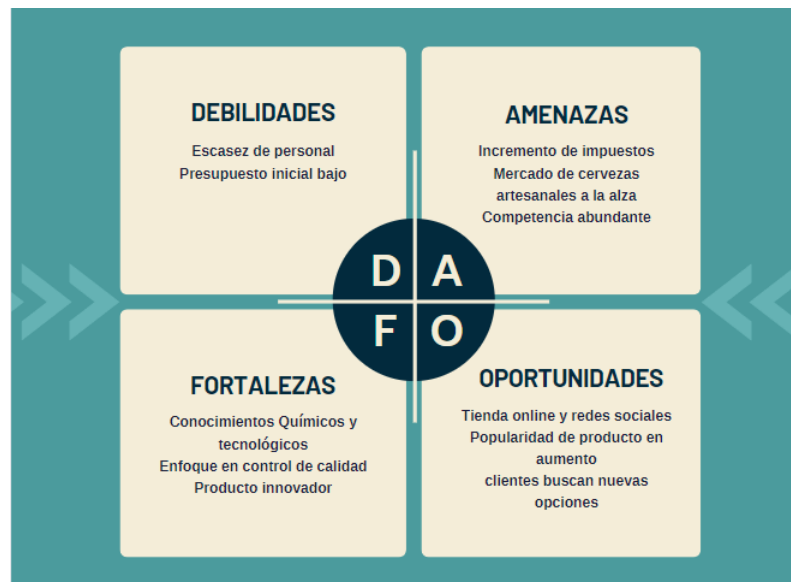 DEBILIDADES
Escasez de personal
Presupuesto inicial bajo
AMENAZAS
Incremento de impuestos
Mercado de cervezas
artesanales a la alza
Competencia abundante
D A
F O
FORTALEZAS
Conocimientos Químicos y
tecnológicos
Enfoque en control de calidad
Producto innovador
OPORTUNIDADES
Tienda online y redes sociales
Popularidad de producto en
aumento
clientes buscan nuevas
opciones